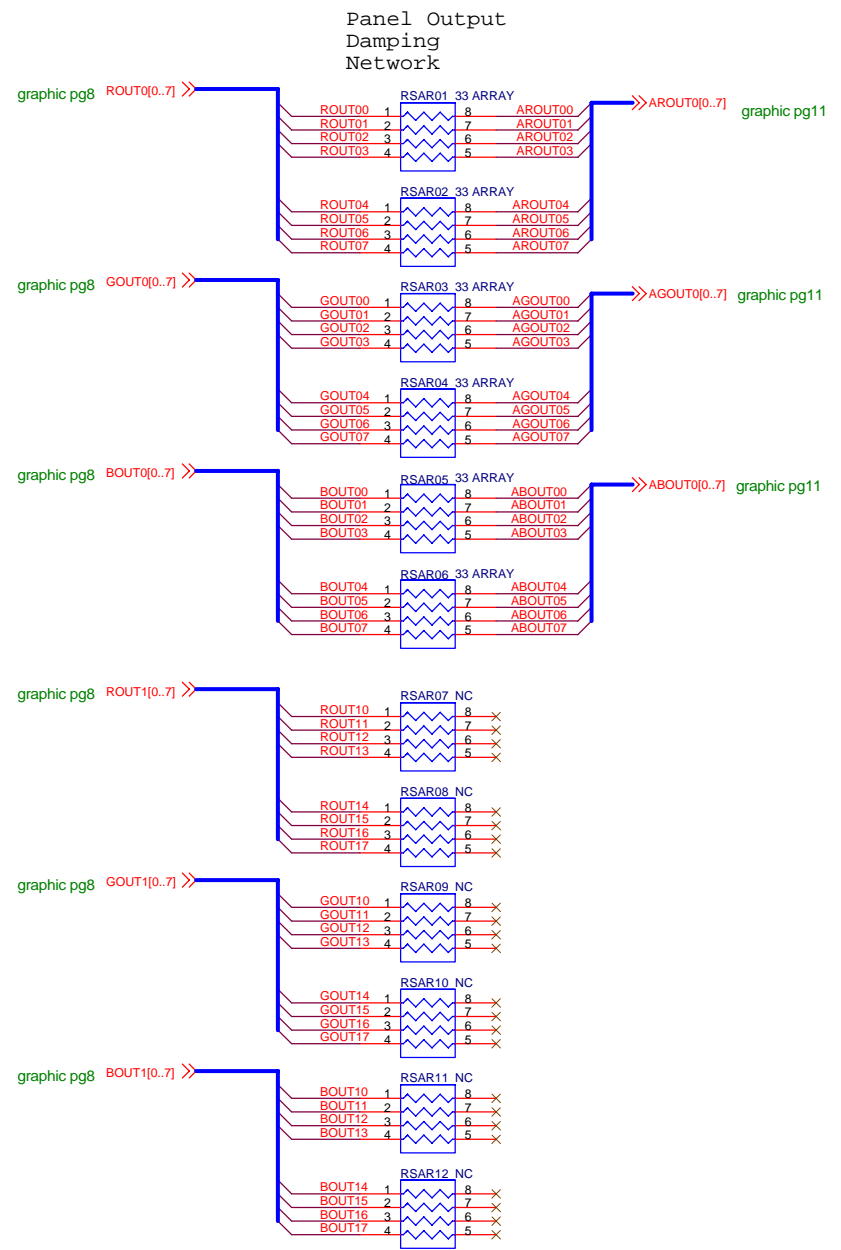 Panel Output
Damping
Network
graphic pg8 ROUT0[0..7] RSAR01 33 ARRAY AROUT0[0..7] graphic pg11
ROUT00 1 8 AROUT00
ROUT01 2 7 AROUT01
ROUT02 3 6 AROUT02
ROUT03 4 5 AROUT03
RSAR02 33 ARRAY
ROUT04 1 8 AROUT04
ROUT05 2 7 AROUT05
ROUT06 3 6 AROUT06
ROUT07 4 5 AROUT07
graphic pg8 GOUT0[0..7] RSAR03 33 ARRAY AGOUT0[0..7] graphic pg11
GOUT00 1 8 AGOUT00
GOUT01 2 7 AGOUT01
GOUT02 3 6 AGOUT02
GOUT03 4 5 AGOUT03
RSAR04 33 ARRAY
GOUT04 1 8 AGOUT04
GOUT05 2 7 AGOUT05
GOUT06 3 6 AGOUT06
GOUT07 4 5 AGOUT07
graphic pg8 BOUT0[0..7] RSAR05 33 ARRAY ABOUT0[0..7] graphic pg11
BOUT00 1 8 ABOUT00
BOUT01 2 7 ABOUT01
BOUT02 3 6 ABOUT02
BOUT03 4 5 ABOUT03
RSAR06 33 ARRAY
BOUT04 1 8 ABOUT04
BOUT05 2 7 ABOUT05
BOUT06 3 6 ABOUT06
BOUT07 4 5 ABOUT07
graphic pg8 ROUT1[0..7] RSAR07 NC
ROUT10 1 8
ROUT11 2 7
ROUT12 3 6
ROUT13 4 5
RSAR08 NC
ROUT14 1 8
ROUT15 2 7
ROUT16 3 6
ROUT17 4 5
graphic pg8 GOUT1[0..7] RSAR09 NC
GOUT10 1 8
GOUT11 2 7
GOUT12 3 6
GOUT13 4 5
RSAR10 NC
GOUT14 1 8
GOUT15 2 7
GOUT16 3 6
GOUT17 4 5
graphic pg8 BOUT1[0..7] RSAR11 NC
BOUT10 1 8
BOUT11 2 7
BOUT12 3 6
BOUT13 4 5
RSAR12 NC
BOUT14 1 8
BOUT15 2 7
BOUT16 3 6
BOUT17 4 5